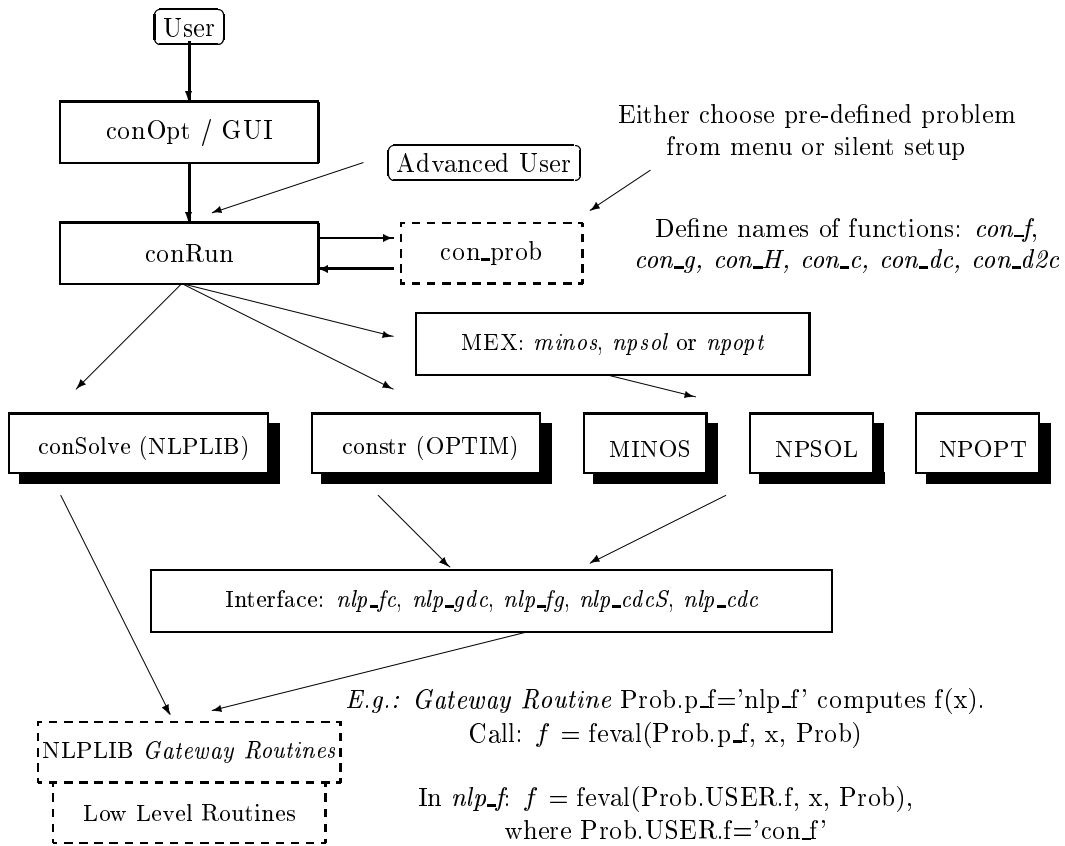 User
conOpt / GUI
Either choose pre-defined problem
from menu or silent setup
Advanced User
conRun
con_prob
Define names of functions: con_f,
con_g, con_H, con_c, con_dc, con_d2c
MEX: minos, npsol or npopt
conSolve (NLPLIB)
constr (OPTIM)
MINOS
NPSOL
NPOPT
Interface: nlp_fc, nlp_gdc, nlp_fg, nlp_cdcS, nlp_cdc
E.g.: Gateway Routine Prob.p_f='nlp_f' computes f(x).
Call: f = feval(Prob.p_f, x, Prob)
NLPLIB Gateway Routines
Low Level Routines
In nlp_f: f = feval(Prob.USER.f, x, Prob),
where Prob.USER.f='con_f'